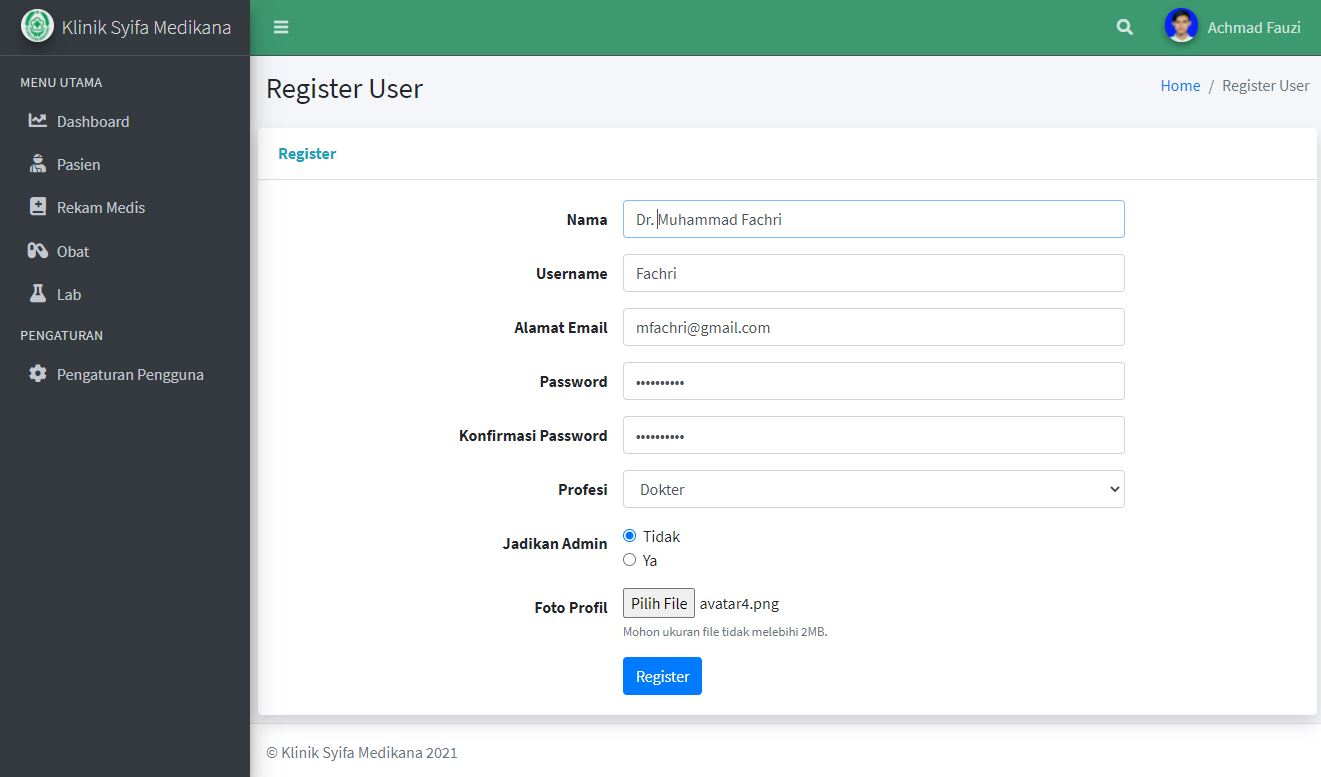 Klinik Syifa Medikana
Achmad Fauzi
MENU UTAMA
Dashboard
Pasien
Rekam Medis
Obat
Lab
PENGATURAN
Pengaturan Pengguna
Register User
Home / Register User
Register
Nama Dr. Muhammad Fachri
Username Fachri
Alamat Email mfachri@gmail.com
Password ••••••••••
Konfirmasi Password ••••••••••
Profesi Dokter
Jadikan Admin Tidak
Ya
Foto Profil Pilih File avatar4.png
Mohon ukuran file tidak melebihi 2MB.
Register
© Klinik Syifa Medikana 2021